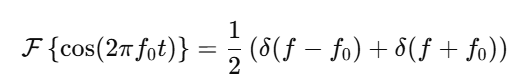 ℱ{cos(2πf₀t)} = 1/2 (δ(f − f₀) + δ(f + f₀))